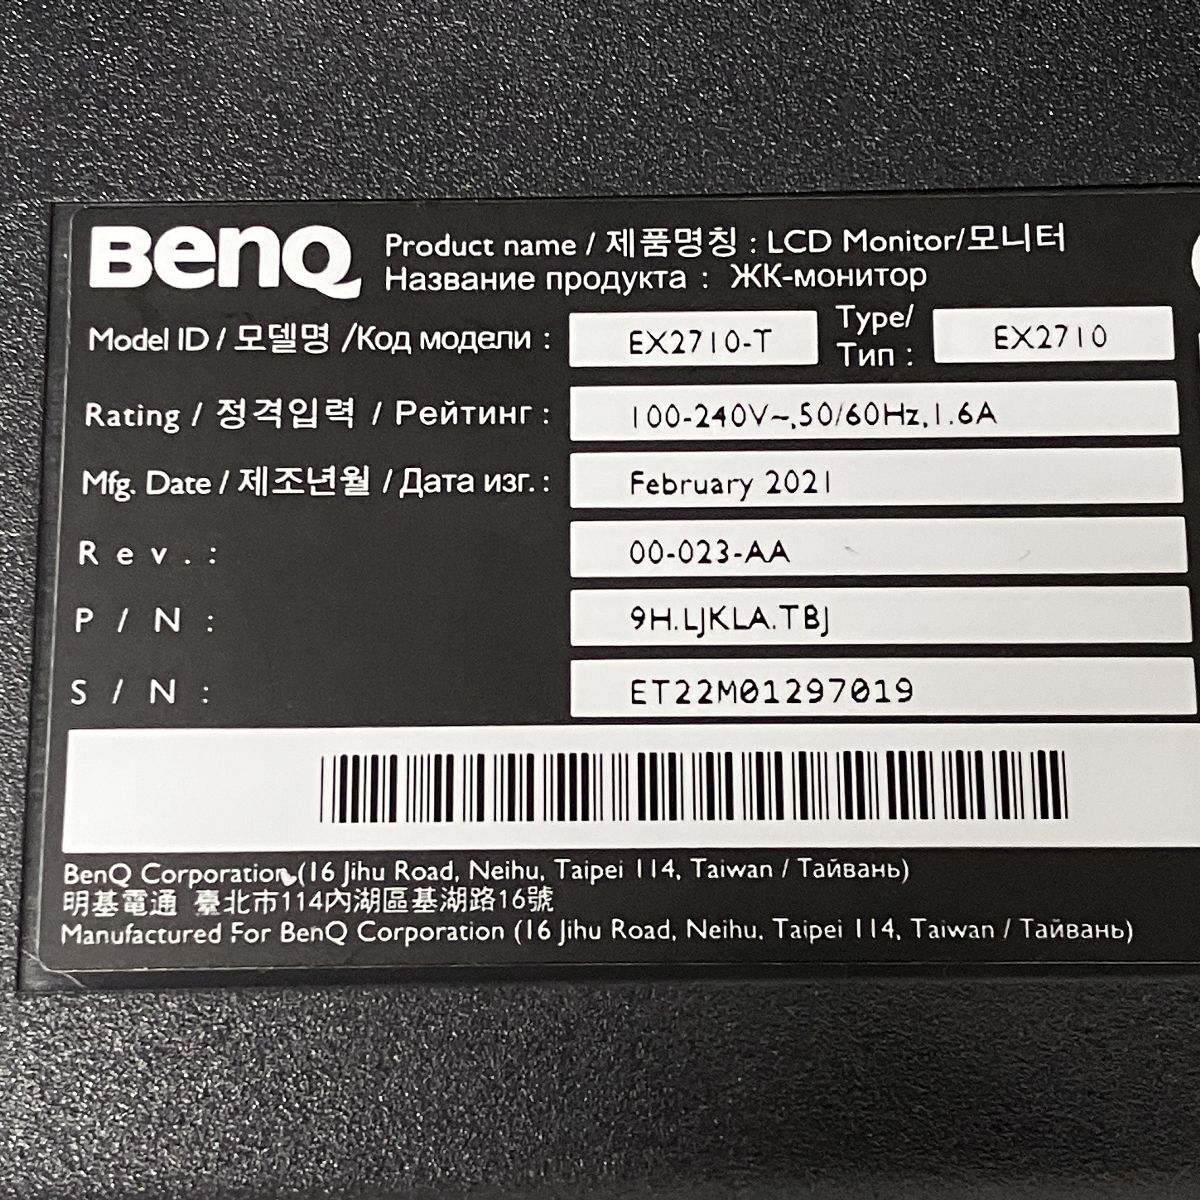 BenQ
Product name / 제품명칭 : LCD Monitor/모니터
Название продукта : ЖК-монитор
Model ID / 모델명 /Код модели : EX2710-T Type/Тип : EX2710
Rating / 정격입력 / Рейтинг : 100-240V~,50/60Hz,1.6A
Mfg. Date / 제조년월 /Дата изг. : February 2021
Rev. : 00-023-AA
P/N : 9H.LJKLA.TBJ
S/N : ET22M01297019
BenQ Corporation (16 Jihu Road, Neihu, Taipei 114, Taiwan / Тайвань)
明基電通 臺北市114內湖區基湖路16號
Manufactured For BenQ Corporation (16 Jihu Road, Neihu, Taipei 114, Taiwan / Тайвань)